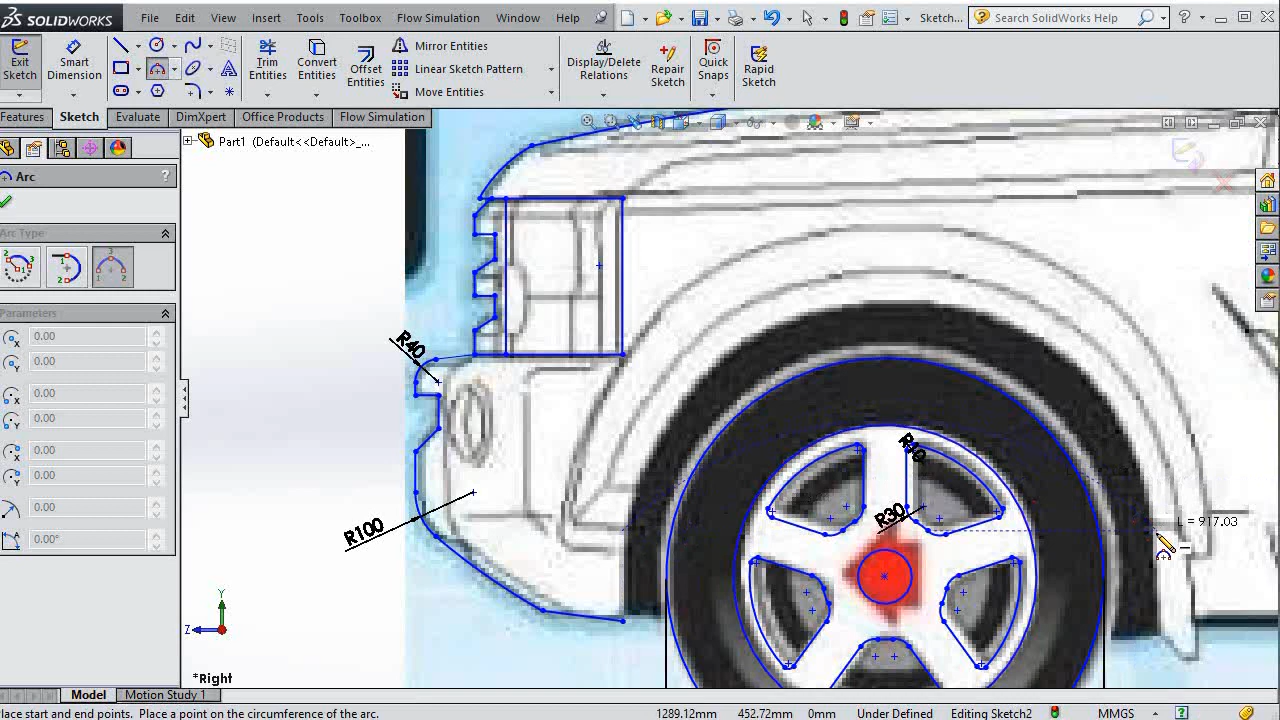 SOLIDWORKS File Edit View Insert Tools Toolbox Flow Simulation Window Help Sketch... Search SolidWorks Help
Exit Sketch
Smart Dimension
Trim Entities
Convert Entities
Offset Entities
Mirror Entities
Linear Sketch Pattern
Move Entities
Display/Delete Relations
Repair Sketch
Quick Snaps
Rapid Sketch
Features Sketch Evaluate DimXpert Office Products Flow Simulation
Part1 (Default<<Default>_...
Arc ?
Arc Type
Parameters
0.00
0.00
0.00
0.00
0.00
0.00
0.00
0.00°
R40
R100
R40
R30
L = 917.03
Y
Z
*Right
Model Motion Study 1
Place start and end points. Place a point on the circumference of the arc. 1289.12mm 452.72mm 0mm Under Defined Editing Sketch2 MMGS